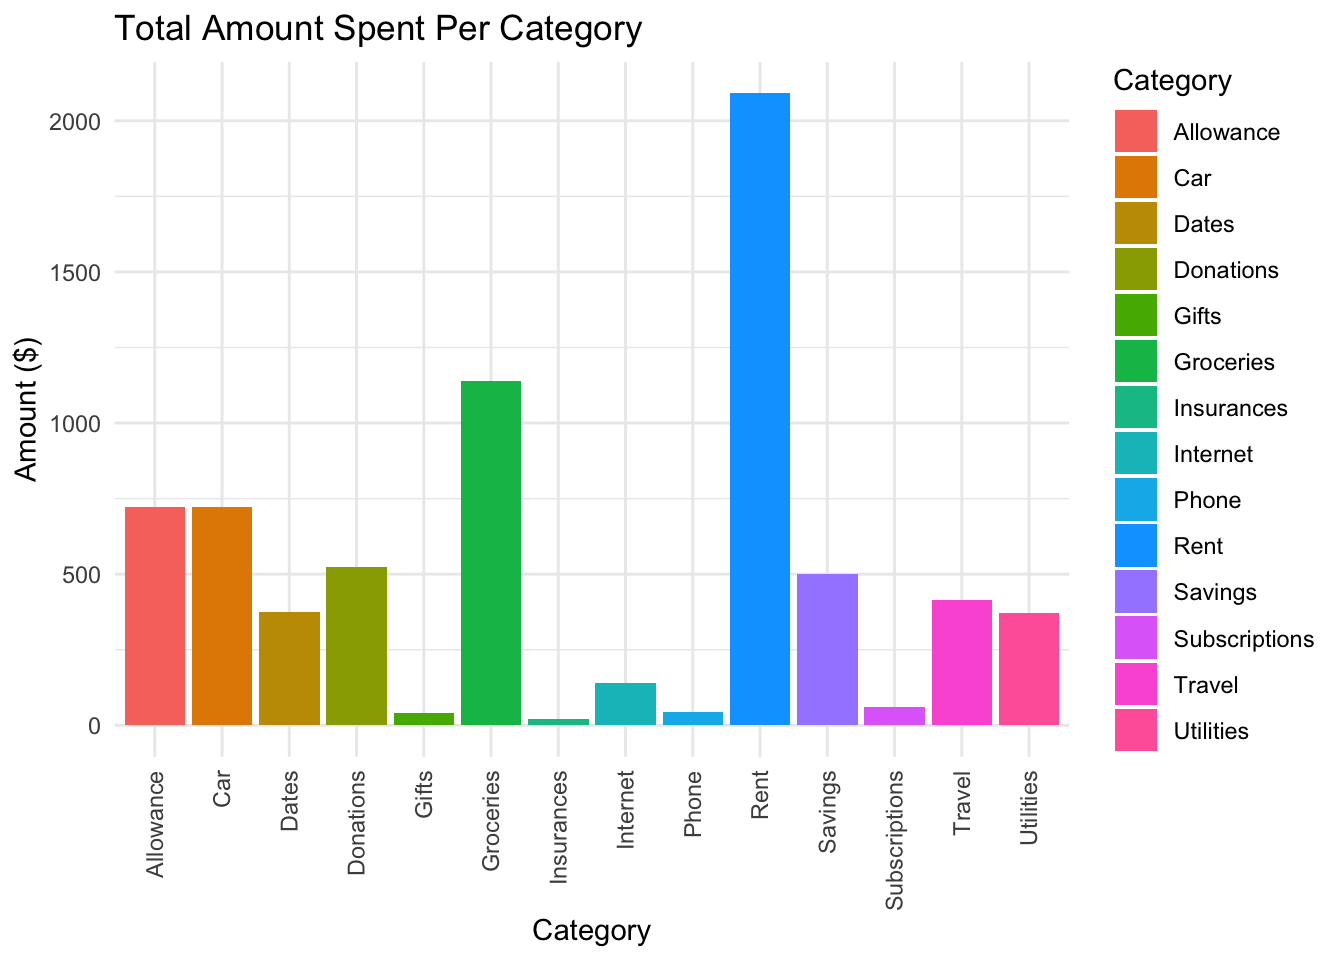 Total Amount Spent Per Category
Amount ($)
2000
1500
1000
500
0
Allowance
Car
Dates
Donations
Gifts
Groceries
Insurances
Internet
Phone
Rent
Savings
Subscriptions
Travel
Utilities
Category
Category
Allowance
Car
Dates
Donations
Gifts
Groceries
Insurances
Internet
Phone
Rent
Savings
Subscriptions
Travel
Utilities